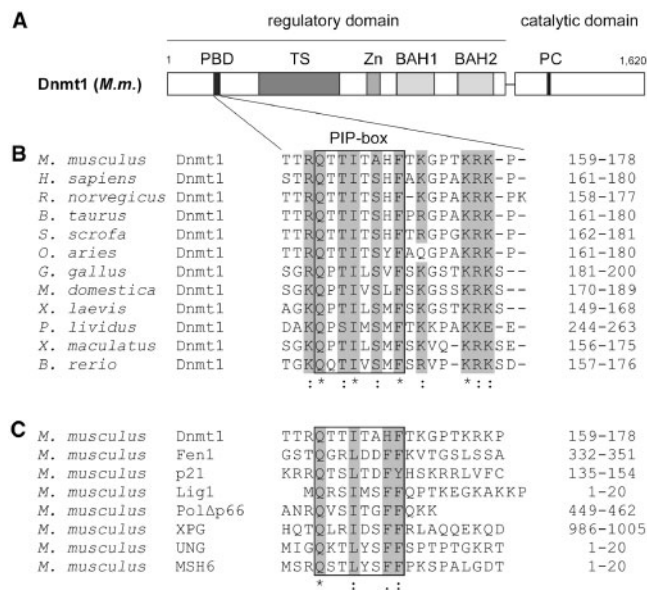 A
regulatory domain catalytic domain
1 PBD TS Zn BAH1 BAH2 PC 1,620
Dnmt1 (M.m.)
PIP-box
B
M. musculus Dnmt1 TTRQTTITSHFTKGPTKRK-P- 159-178
H. sapiens Dnmt1 STRQTTITSHFAKGPAKRK-P- 161-180
R. norvegicus Dnmt1 TTRQTTITSHF-KGPAKRK-PK 158-177
B. taurus Dnmt1 TTRQTTITSHFPRGPAKRK-P- 161-180
S. scrofa Dnmt1 TTRQTTITSHFTRGPGKRK-P- 162-181
O. aries Dnmt1 TTRQTTITSYFAQGPAKRK-P- 161-180
G. gallus Dnmt1 SGRQPTILSVFSKGSTKRKS-- 181-200
M. domestica Dnmt1 SGKQPTIVSLFSKGSSKRKS-- 170-189
X. laevis Dnmt1 AGKQPTILSMFSKGSTKRKS-- 149-168
P. lividus Dnmt1 DAKQPSIMSMFTKKPAKKE-E- 244-263
X. maculatus Dnmt1 SGKQPTILSMFSKVQ-KRKSE- 156-175
B. rerio Dnmt1 TGKQQTIVSMFSRVP-KRKSD- 157-176
: * : * : * : * : :
C
M. musculus Dnmt1 TTRQTTITAHFTKGPTKRKP 159-178
M. musculus Fen1 GSTQGRLDDFFKVTGSLSSA 332-351
M. musculus p21 KRRQTSLTDFYHSKRRLVFC 135-154
M. musculus Lig1 MQRSIMSFFQPTKEGKAKKP 1-20
M. musculus PolΔp66 ANRQVSITGFFQKK 449-462
M. musculus XPG HQTQLRIDSFFRLAQQEKQD 986-1005
M. musculus UNG MIGQKTLYSFFSPTPTGKRT 1-20
M. musculus MSH6 MSRQSTLYSFFPKSPALGDT 1-20
* : . :